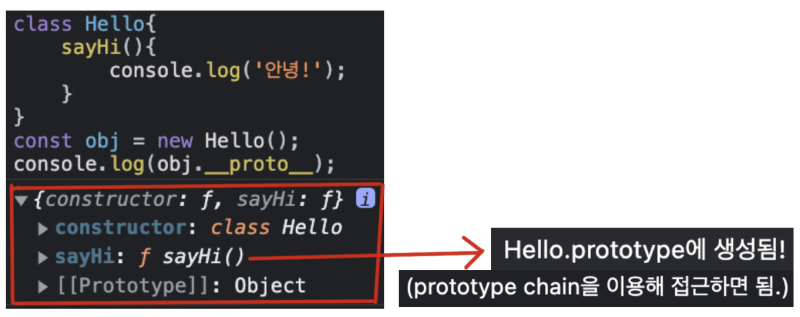 class Hello{
    sayHi(){
        console.log('안녕!');
    }
}
const obj = new Hello();
console.log(obj.__proto__);
▼{constructor: ƒ, sayHi: ƒ} i
▶ constructor: class Hello
▶ sayHi: ƒ sayHi()
▶ [[Prototype]]: Object
Hello.prototype에 생성됨!
(prototype chain을 이용해 접근하면 됨.)